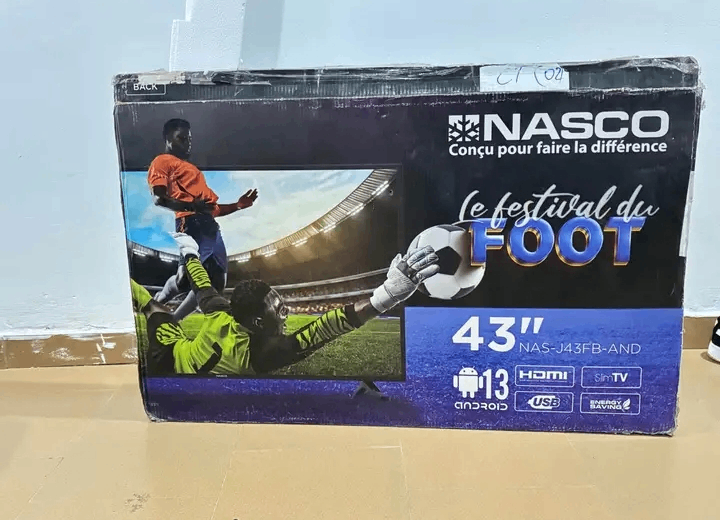 BACK
NASCO
Conçu pour faire la différence
Le festival du
FOOT
43"
NAS-J43FB-AND
13
android
HDMI
SlimTV
USB
ENERGY
SAVING